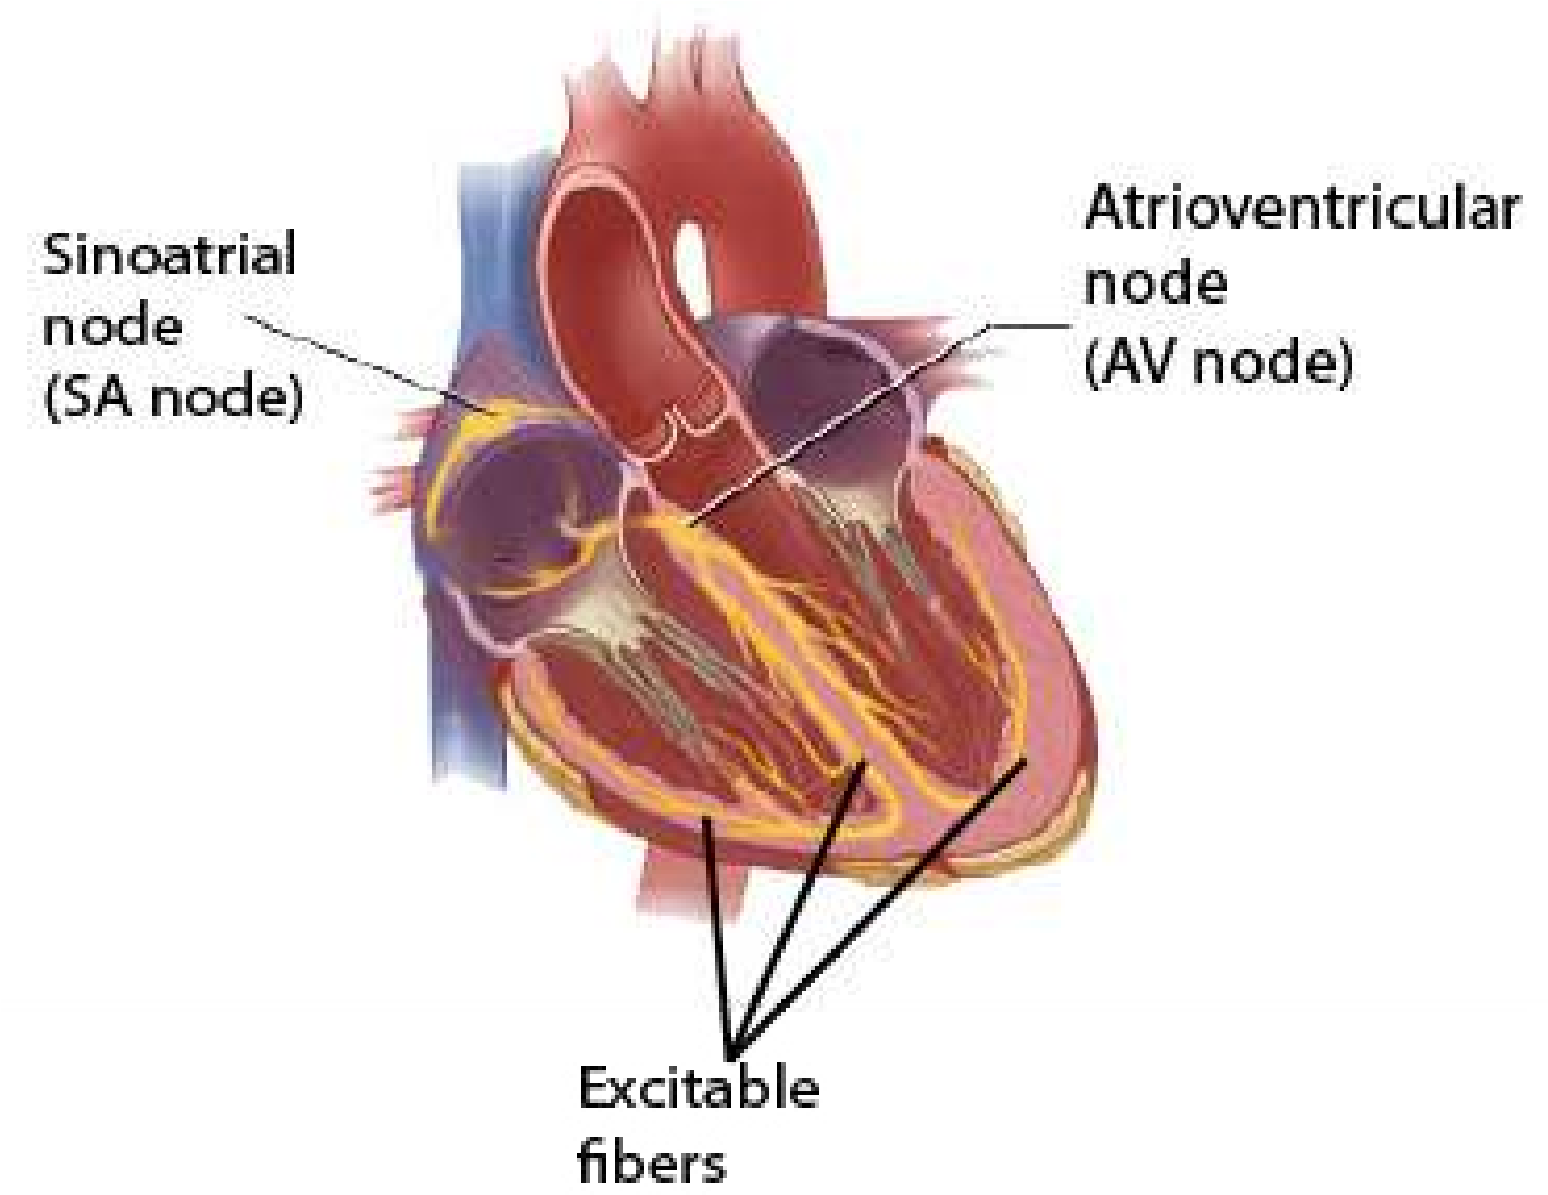 Sinoatrial
node
(SA node)
Atrioventricular
node
(AV node)
Excitable
fibers